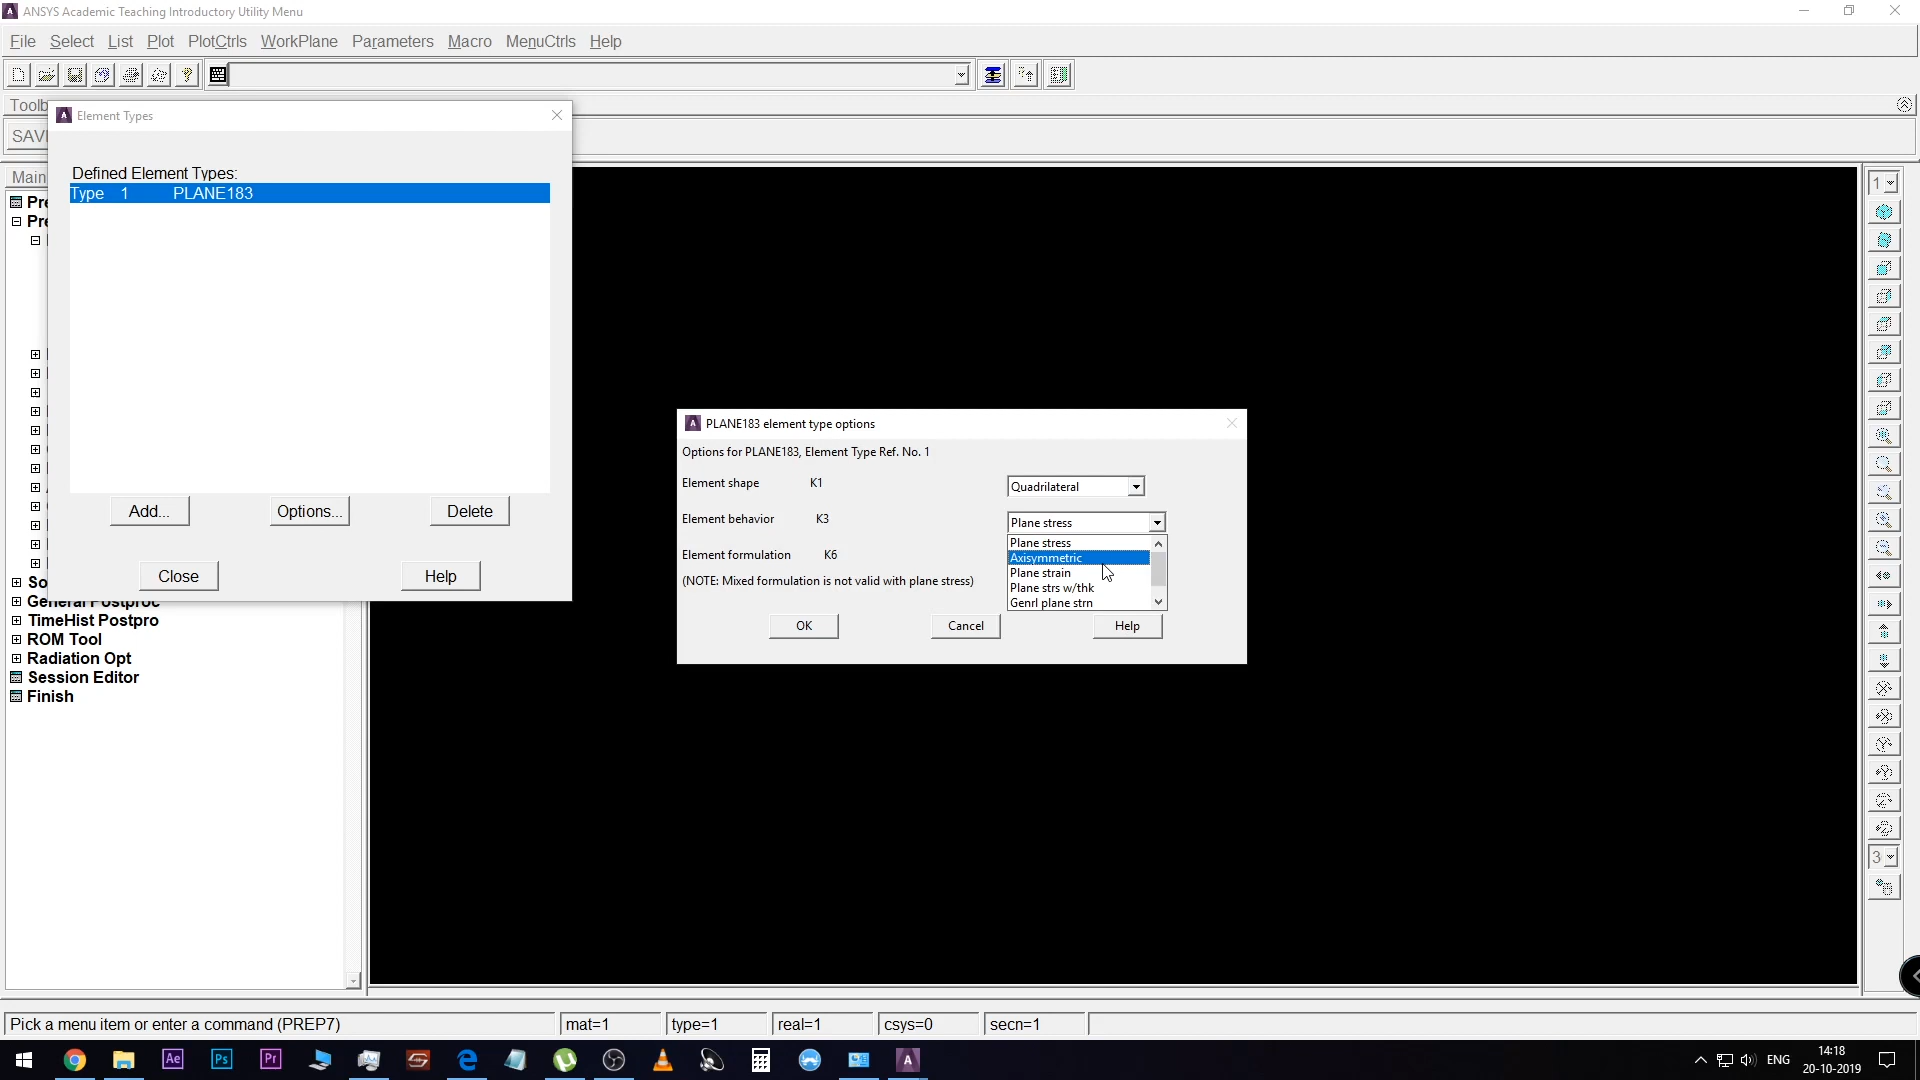 ANSYS Academic Teaching Introductory Utility Menu
File Select List Plot PlotCtrls WorkPlane Parameters Macro MenuCtrls Help
Element Types
Defined Element Types:
Type 1 PLANE183
Add... Options... Delete
Close Help
Main
TimeHist Postpro
ROM Tool
Radiation Opt
Session Editor
Finish
PLANE183 element type options
Options for PLANE183, Element Type Ref. No. 1
Element shape K1 Quadrilateral
Element behavior K3 Plane stress
Plane stress
Axisymmetric
Plane strain
Plane strs w/thk
Genrl plane strn
Element formulation K6
(NOTE: Mixed formulation is not valid with plane stress)
OK Cancel Help
1
3
Pick a menu item or enter a command (PREP7) mat=1 type=1 real=1 csys=0 secn=1
Ae Ps Pr
ENG
14:18
20-10-2019